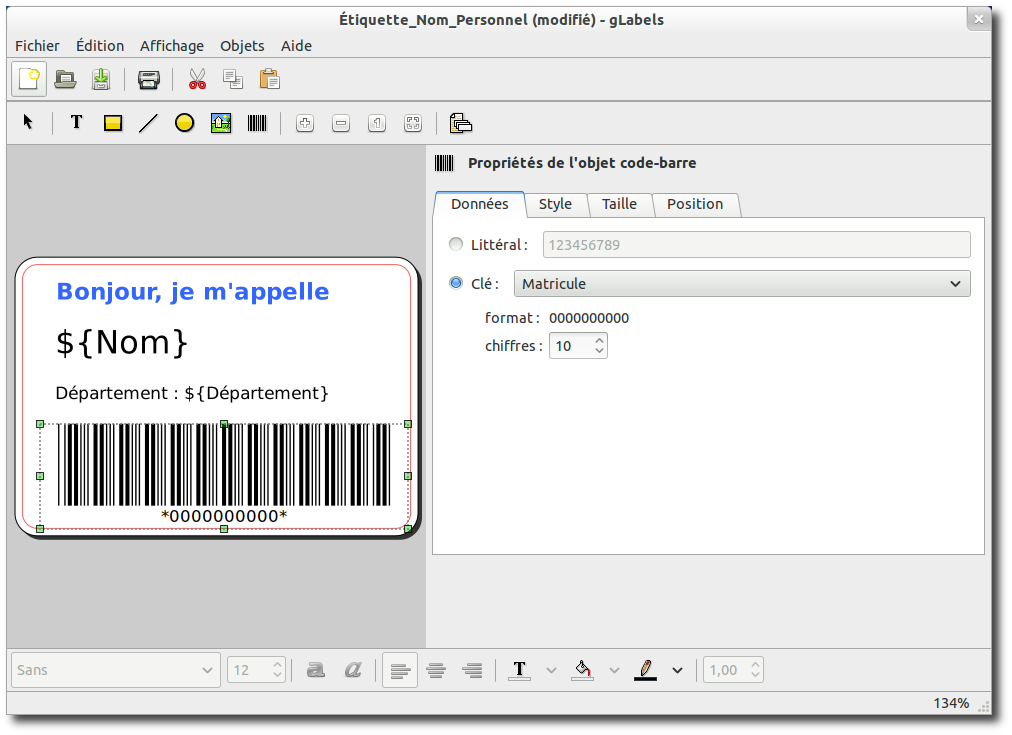 Étiquette_Nom_Personnel (modifié) - gLabels
Fichier Édition Affichage Objets Aide
T 1
Propriétés de l'objet code-barre
Données Style Taille Position
Littéral : 123456789
Clé : Matricule
format : 0000000000
chiffres : 10
Bonjour, je m'appelle
${Nom}
Département : ${Département}
*0000000000*
Sans 12 a a T 1,00
134%